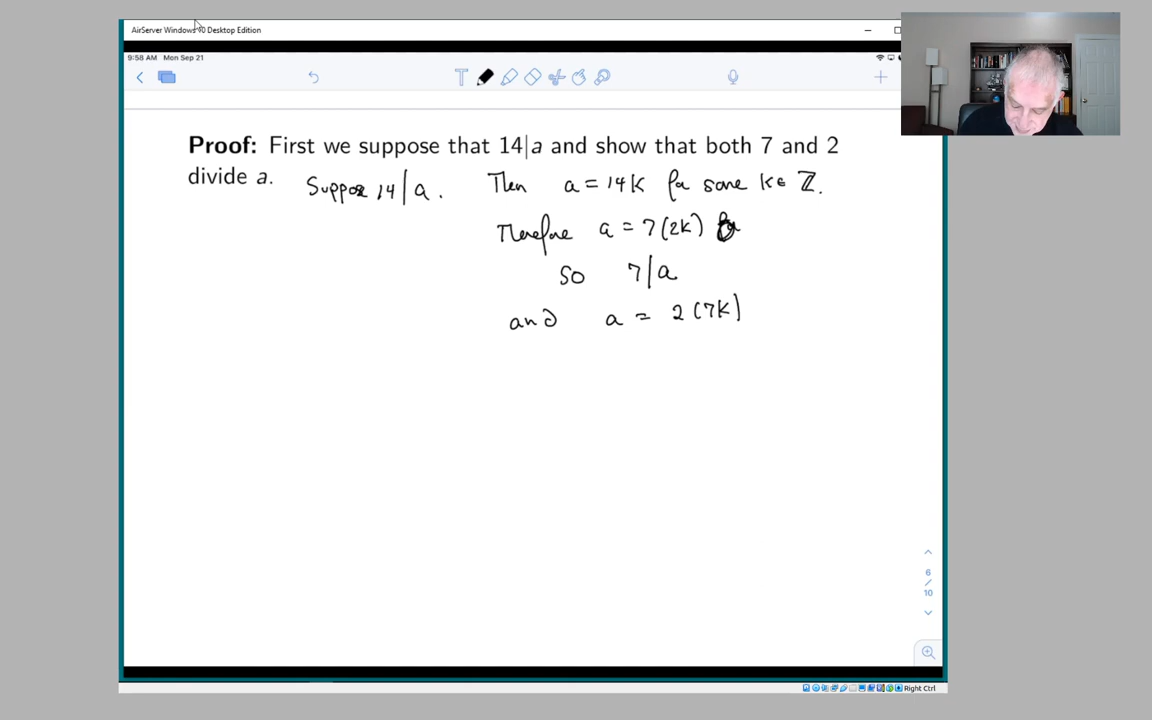 AirServer Windows 10 Desktop Edition
9:58 AM Mon Sep 21
Proof: First we suppose that 14|a and show that both 7 and 2
divide a. Suppose 14|a. Then a = 14k for some k ∈ ℤ.
Therefore a = 7(2k)
so 7|a
and a = 2(7k)
6
/
10
Right Ctrl